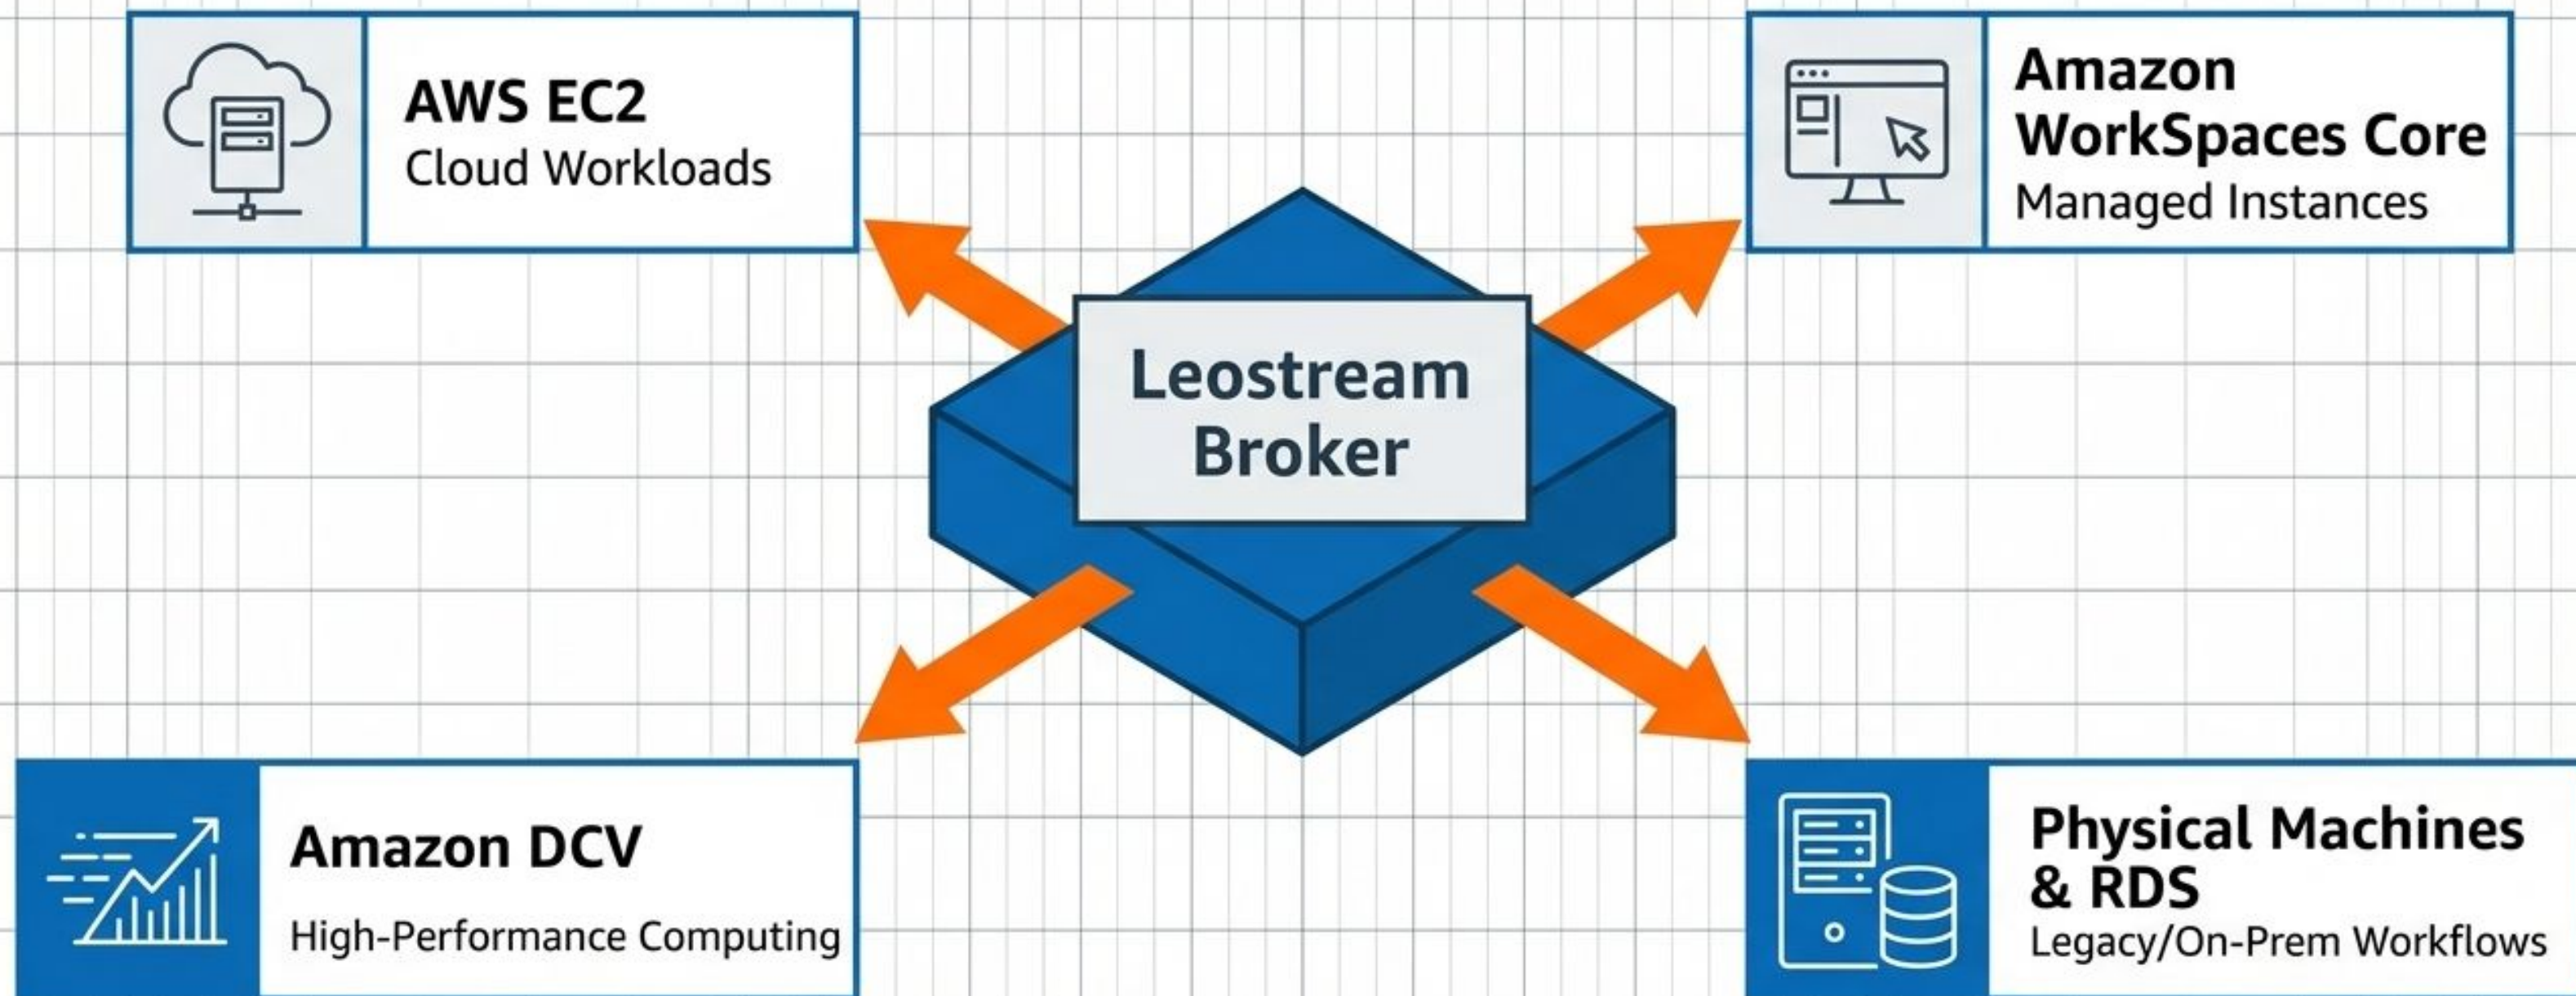 AWS EC2
Cloud Workloads
Amazon
WorkSpaces Core
Managed Instances
Leostream
Broker
Amazon DCV
High-Performance Computing
Physical Machines
& RDS
Legacy/On-Prem Workflows